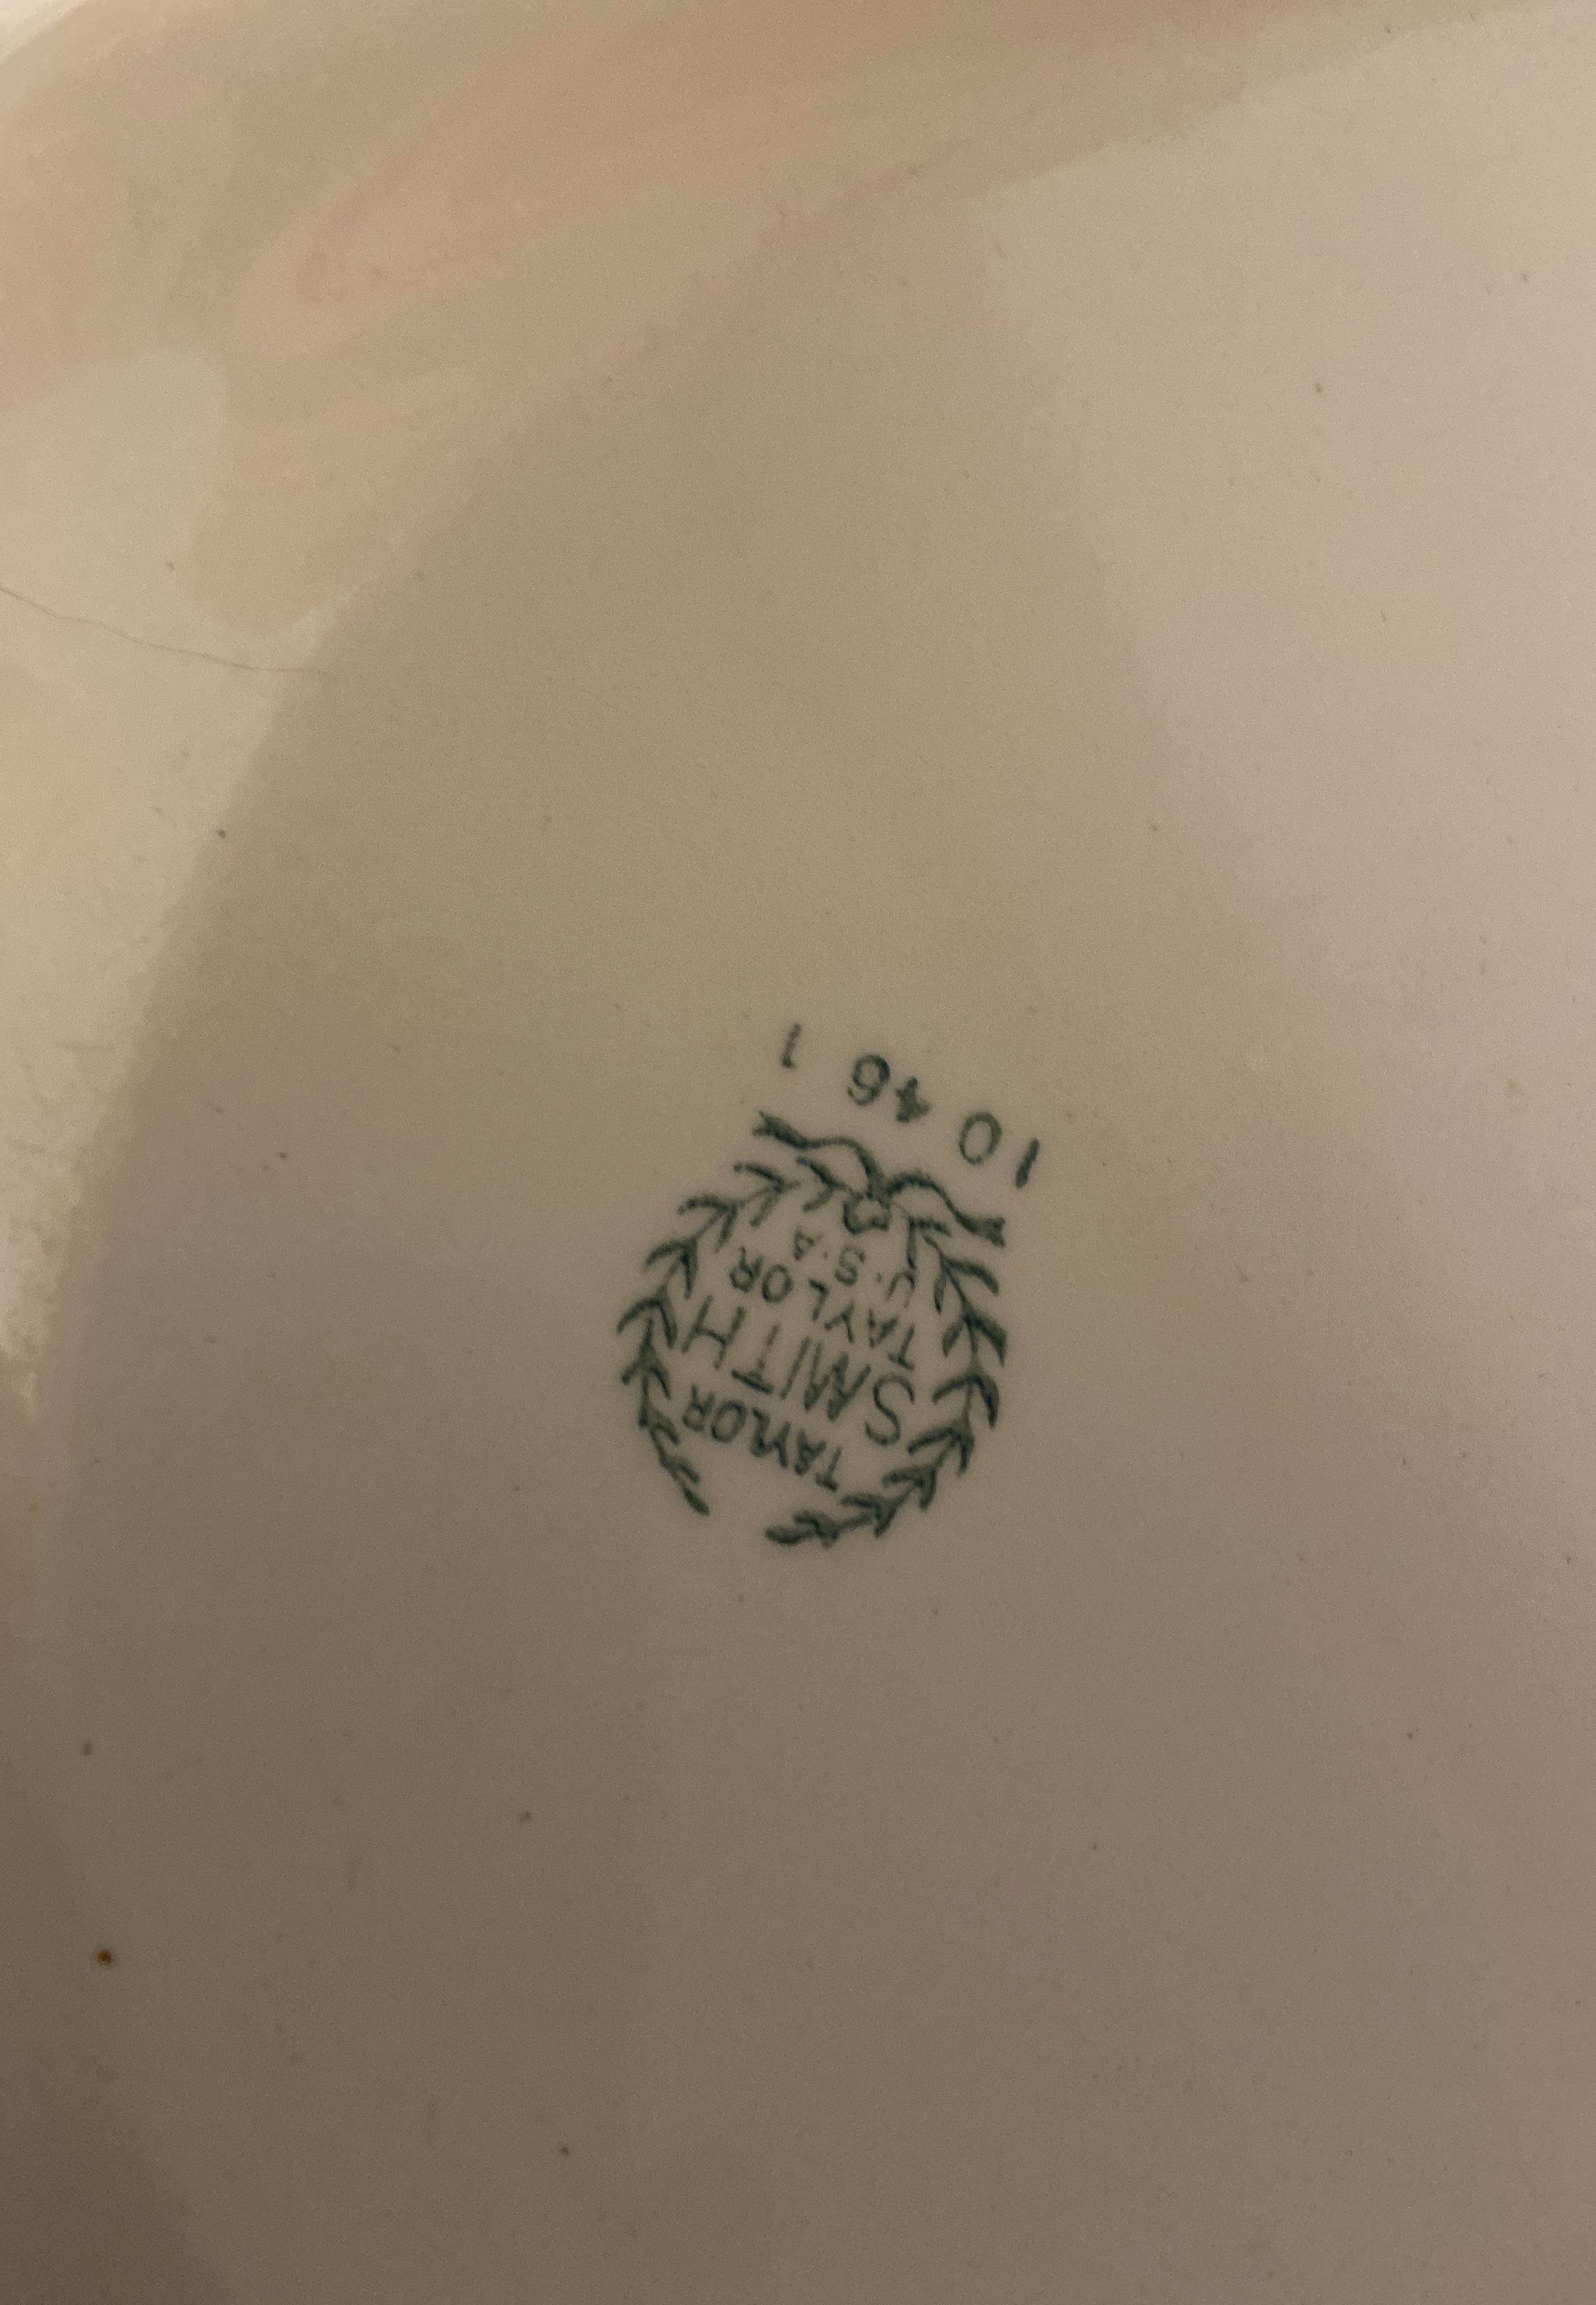 TAYLOR
SMITH
TAYLOR
U.S.A
10 46 1